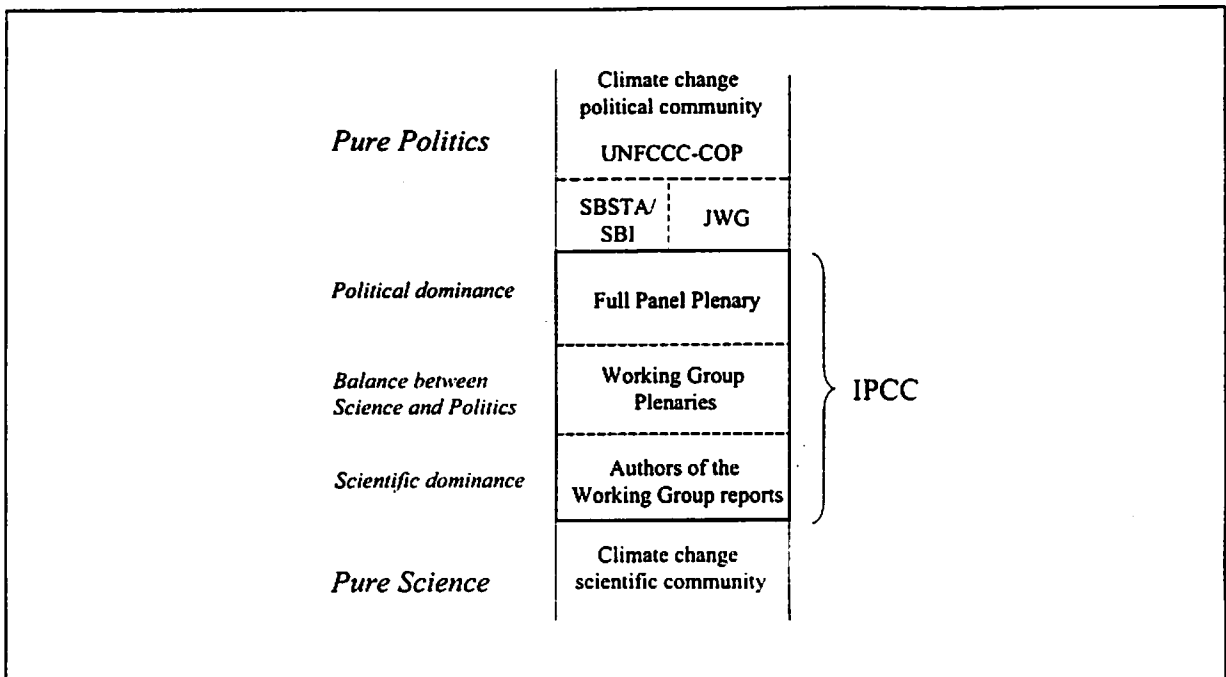 Climate change
political community
Pure Politics
UNFCCC-COP
SBSTA/
SBI
JWG
Political dominance
Full Panel Plenary
Balance between
Science and Politics
Working Group
Plenaries
IPCC
Scientific dominance
Authors of the
Working Group reports
Pure Science
Climate change
scientific community